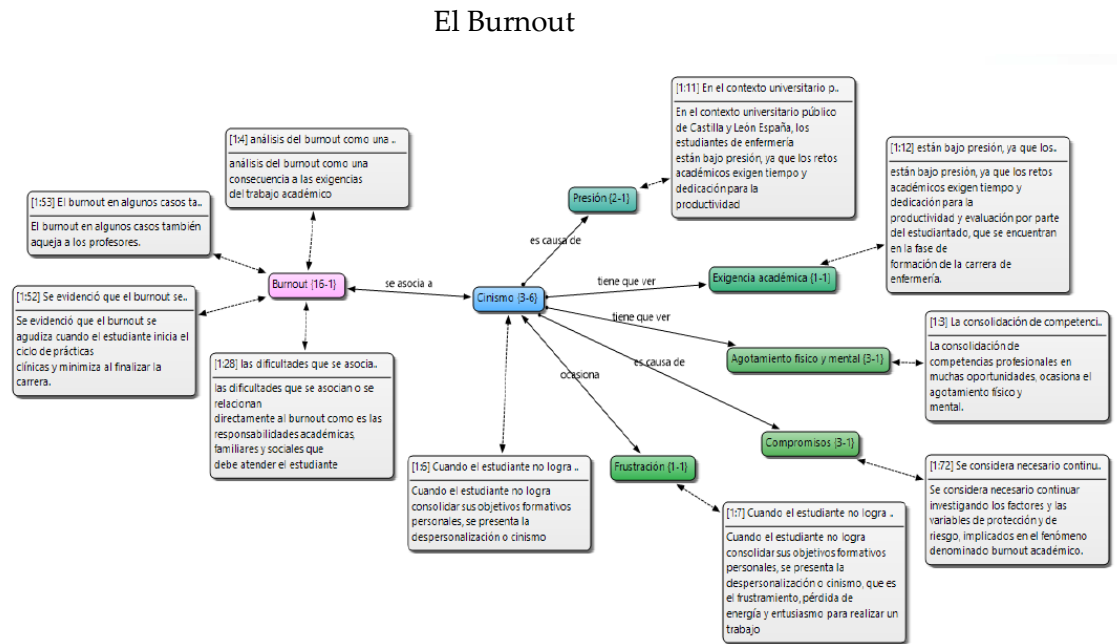 El Burnout
[1:11] En el contexto universitario p..
En el contexto universitario público
de Castilla y León España, los
estudiantes de enfermería
están bajo presión, ya que los retos
académicos exigen tiempo y
dedicación para la
productividad
[1:4] análisis del burnout como una ..
análisis del burnout como una
consecuencia a las exigencias
del trabajo académico
[1:12] están bajo presión, ya que los..
están bajo presión, ya que los retos
académicos exigen tiempo y
dedicación para la
productividad y evaluación por parte
del estudiantado, que se encuentran
en la fase de
formación de la carrera de
enfermería.
[1:53] El burnout en algunos casos ta..
El burnout en algunos casos también
aqueja a los profesores.
Presión {2-1}
es causa de
Burnout {16-1}
se asocia a
Cinismo {3-6}
tiene que ver
Exigencia académica {1-1}
[1:52] Se evidenció que el burnout se..
Se evidenció que el burnout se
agudiza cuando el estudiante inicia el
ciclo de prácticas
clínicas y minimiza al finalizar la
carrera.
tiene que ver
Agotamiento físico y mental {3-1}
[1:3] La consolidación de competenci..
La consolidación de
competencias profesionales en
muchas oportunidades, ocasiona el
agotamiento físico y
mental.
[1:28] las dificultades que se asocia..
las dificultades que se asocian o se
relacionan
directamente al burnout como es las
responsabilidades académicas,
familiares y sociales que
debe atender el estudiante
es causa de
ocasiona
Compromisos {3-1}
Frustración {1-1}
[1:6] Cuando el estudiante no logra ..
Cuando el estudiante no logra
consolidar sus objetivos formativos
personales, se presenta la
despersonalización o cinismo
[1:72] Se considera necesario continu..
Se considera necesario continuar
investigando los factores y las
variables de protección y de
riesgo, implicados en el fenómeno
denominado burnout académico.
[1:7] Cuando el estudiante no logra ..
Cuando el estudiante no logra
consolidar sus objetivos formativos
personales, se presenta la
despersonalización o cinismo, que es
el frustramiento, pérdida de
energía y entusiasmo para realizar un
trabajo